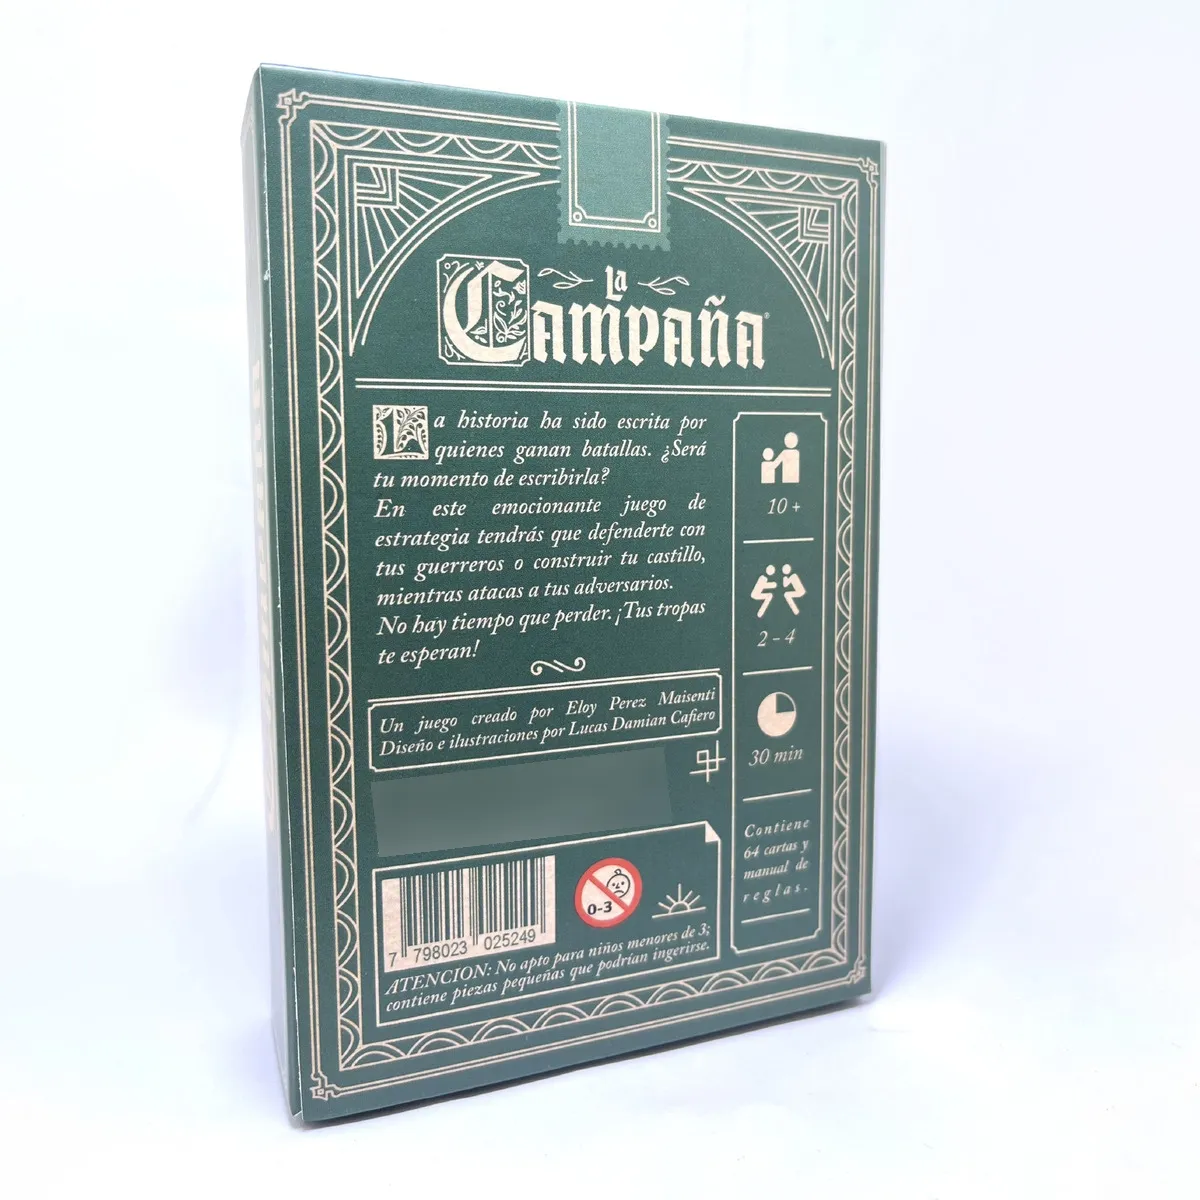 La
Campaña
La historia ha sido escrita por
quienes ganan batallas. ¿Será
tu momento de escribirla?
En este emocionante juego de
estrategia tendrás que defenderte con
tus guerreros o construir tu castillo,
mientras atacas a tus adversarios.
No hay tiempo que perder. ¡Tus tropas
te esperan!
Un juego creado por Eloy Perez Maisenti
Diseño e ilustraciones por Lucas Damian Cafiero
10 +
2 - 4
30 min
Contiene
64 cartas y
manual de
reglas.
7 798023 025249
0-3
ATENCION: No apto para niños menores de 3;
contiene piezas pequeñas que podrían ingerirse.